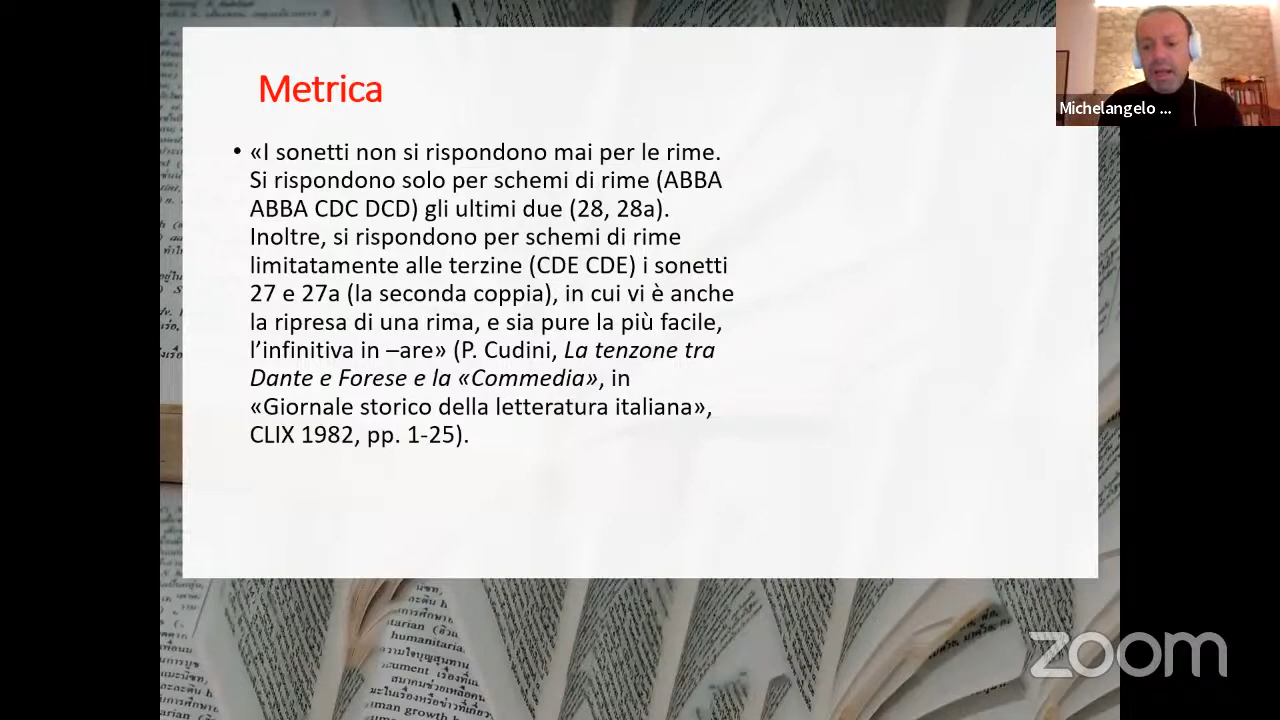 Metrica
• «I sonetti non si rispondono mai per le rime.
Si rispondono solo per schemi di rime (ABBA
ABBA CDC DCD) gli ultimi due (28, 28a).
Inoltre, si rispondono per schemi di rime
limitatamente alle terzine (CDE CDE) i sonetti
27 e 27a (la seconda coppia), in cui vi è anche
la ripresa di una rima, e sia pure la più facile,
l’infinitiva in –are» (P. Cudini, La tenzone tra
Dante e Forese e la «Commedia», in
«Giornale storico della letteratura italiana»,
CLIX 1982, pp. 1-25).
Michelangelo ...
humanitaria
zoom